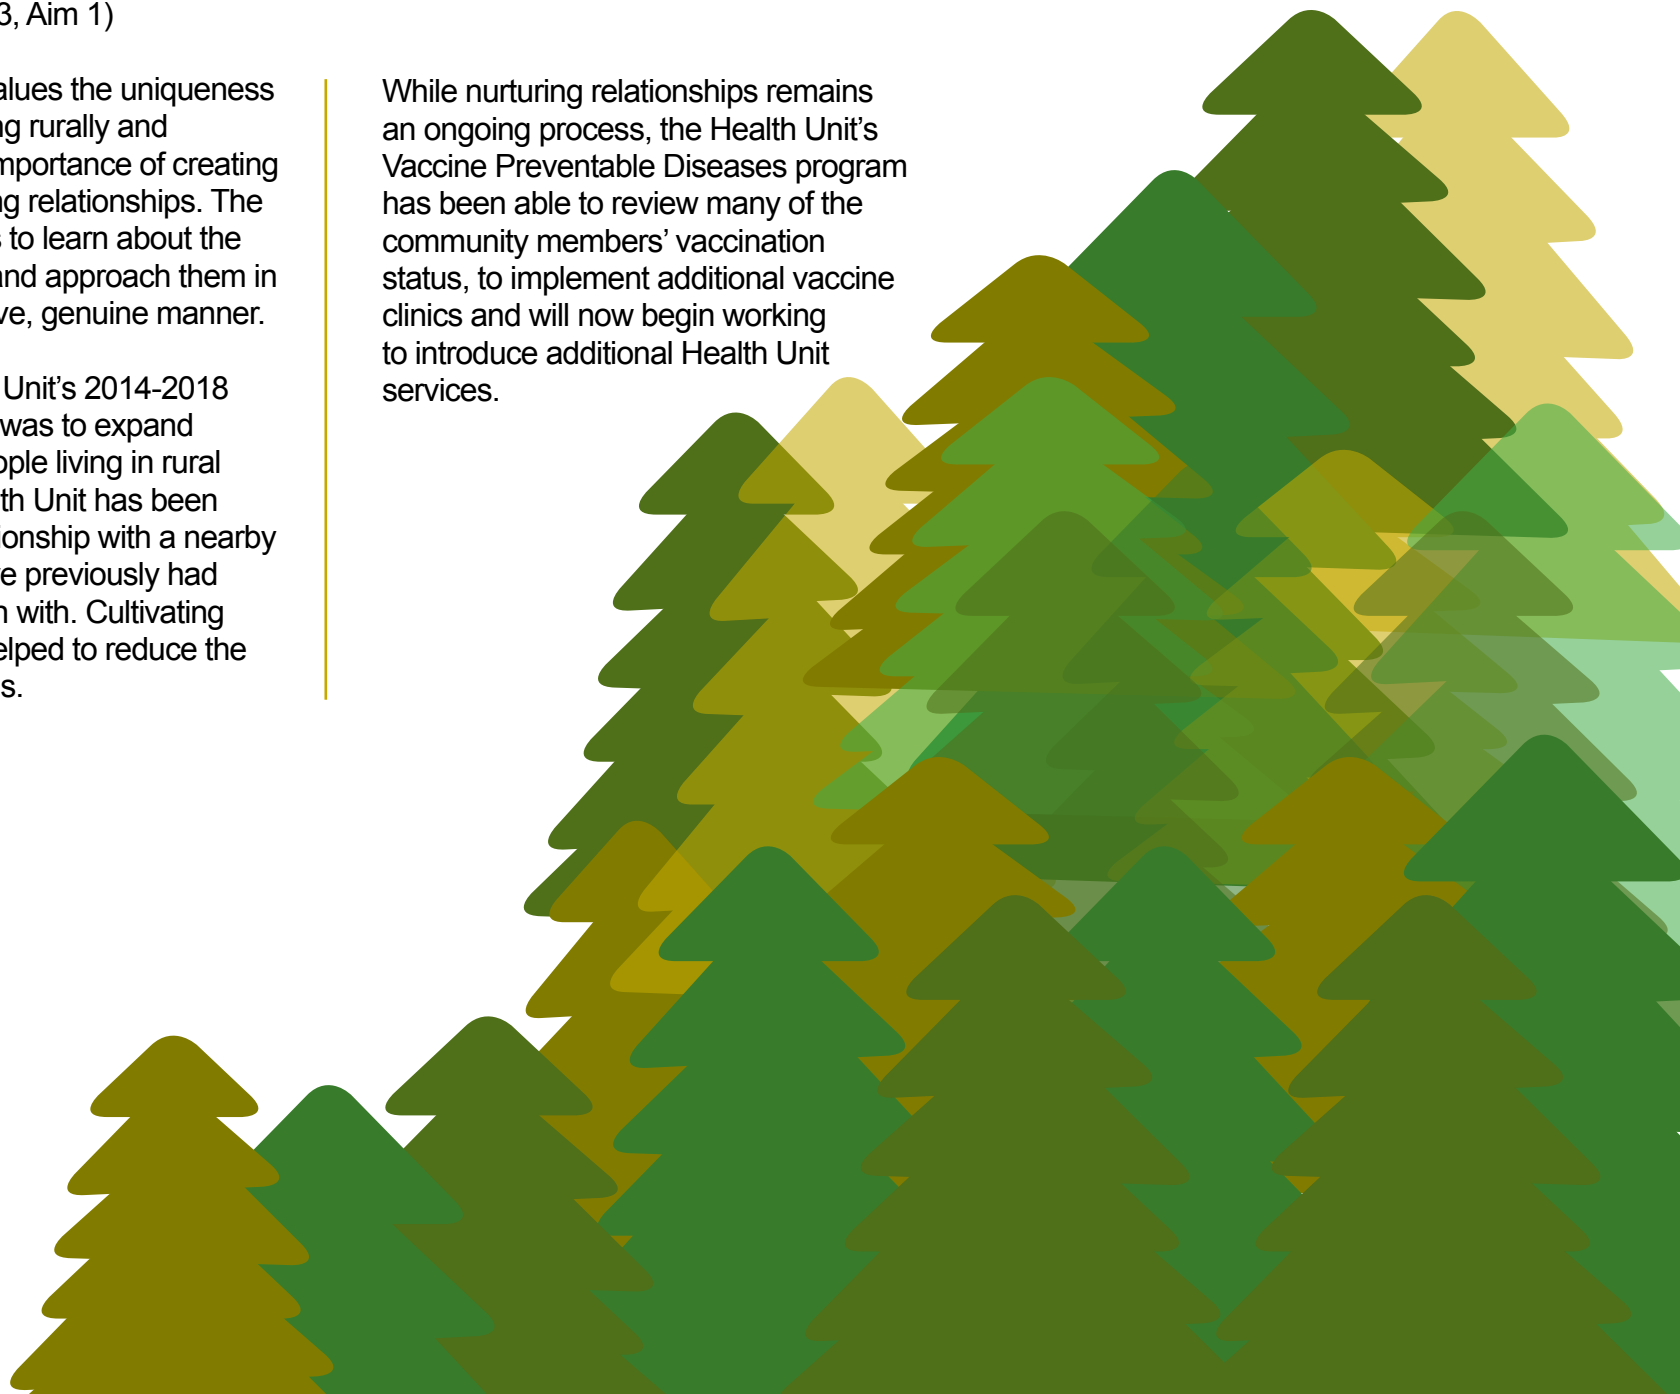 3, Aim 1)
alues the uniqueness
ng rurally and
mportance of creating
ng relationships. The
s to learn about the
and approach them in
ve, genuine manner.
Unit’s 2014-2018
was to expand
ople living in rural
th Unit has been
ionship with a nearby
e previously had
n with. Cultivating
elped to reduce the
s.
While nurturing relationships remains
an ongoing process, the Health Unit’s
Vaccine Preventable Diseases program
has been able to review many of the
community members’ vaccination
status, to implement additional vaccine
clinics and will now begin working
to introduce additional Health Unit
services.